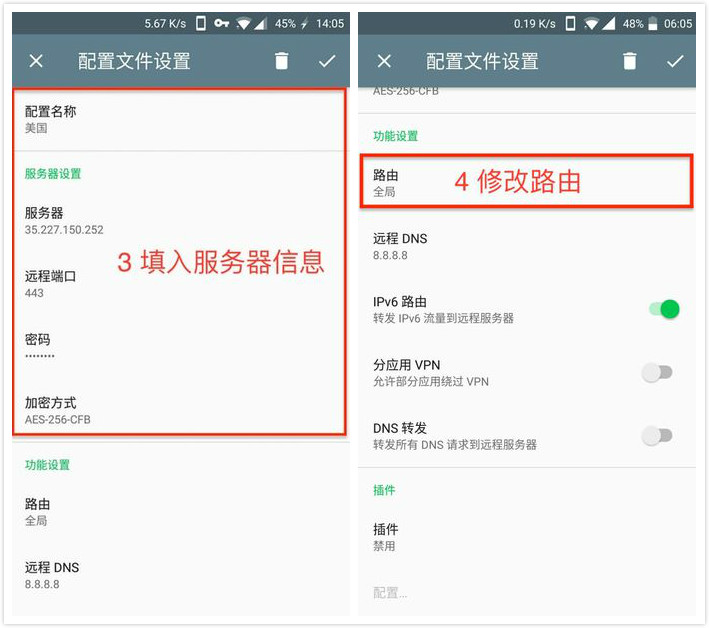 5.67 K/s 45% 14:05
配置文件设置
配置名称
美国
服务器设置
服务器
35.227.150.252
3 填入服务器信息
远程端口
443
密码
••••••••
加密方式
AES-256-CFB
功能设置
路由
全局
远程 DNS
8.8.8.8
0.19 K/s 48% 06:05
配置文件设置
AES-256-CFB
功能设置
路由
全局
4 修改路由
远程 DNS
8.8.8.8
IPv6 路由
转发 IPv6 流量到远程服务器
分应用 VPN
允许部分应用绕过 VPN
DNS 转发
转发所有 DNS 请求到远程服务器
插件
插件
禁用
配置...